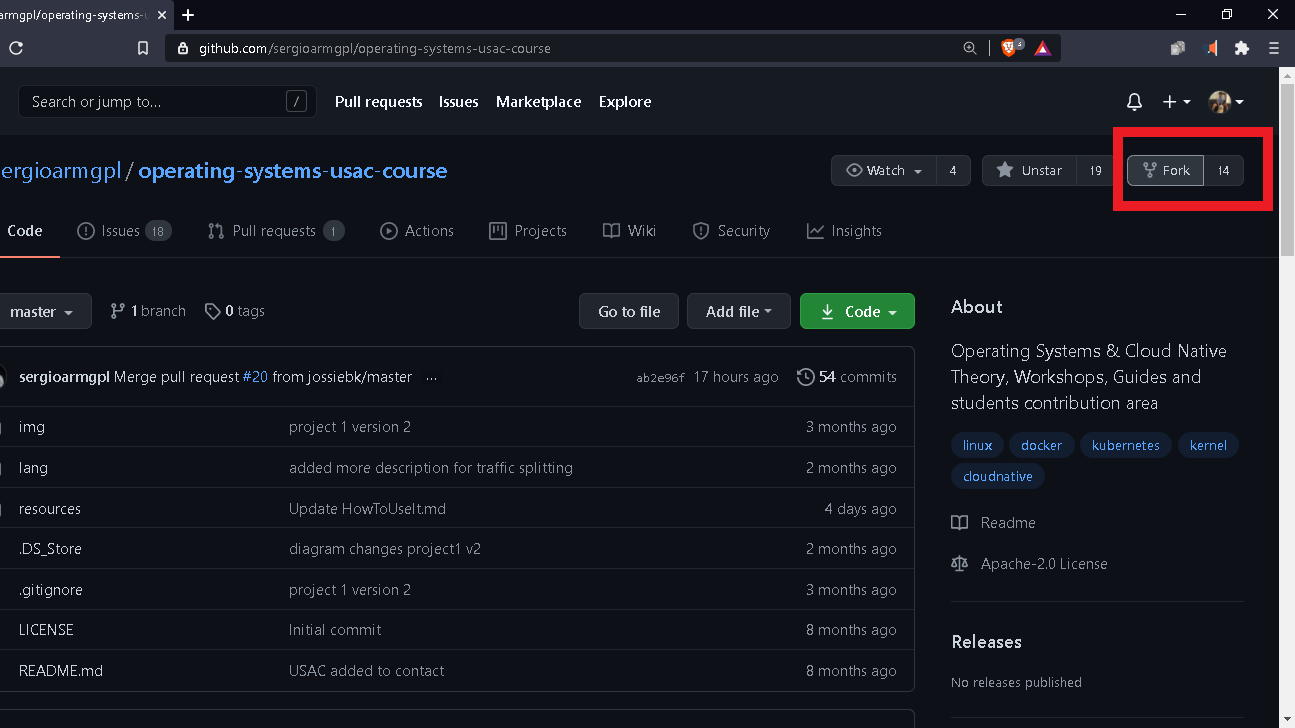 armgpl/operating-systems-u
github.com/sergioarmgpl/operating-systems-usac-course
3
Search or jump to...
/
Pull requests
Issues
Marketplace
Explore
ergioarmgpl / operating-systems-usac-course
Watch
4
Unstar
19
Fork
14
Code
Issues 18
Pull requests 1
Actions
Projects
Wiki
Security
Insights
master
1 branch
0 tags
Go to file
Add file
Code
sergioarmgpl Merge pull request #20 from jossiebk/master ...
ab2e96f 17 hours ago
54 commits
img project 1 version 2 3 months ago
lang added more description for traffic splitting 2 months ago
resources Update HowToUseIt.md 4 days ago
.DS_Store diagram changes project1 v2 2 months ago
.gitignore project 1 version 2 3 months ago
LICENSE Initial commit 8 months ago
README.md USAC added to contact 8 months ago
About
Operating Systems & Cloud Native
Theory, Workshops, Guides and
students contribution area
linux docker kubernetes kernel
cloudnative
Readme
Apache-2.0 License
Releases
No releases published